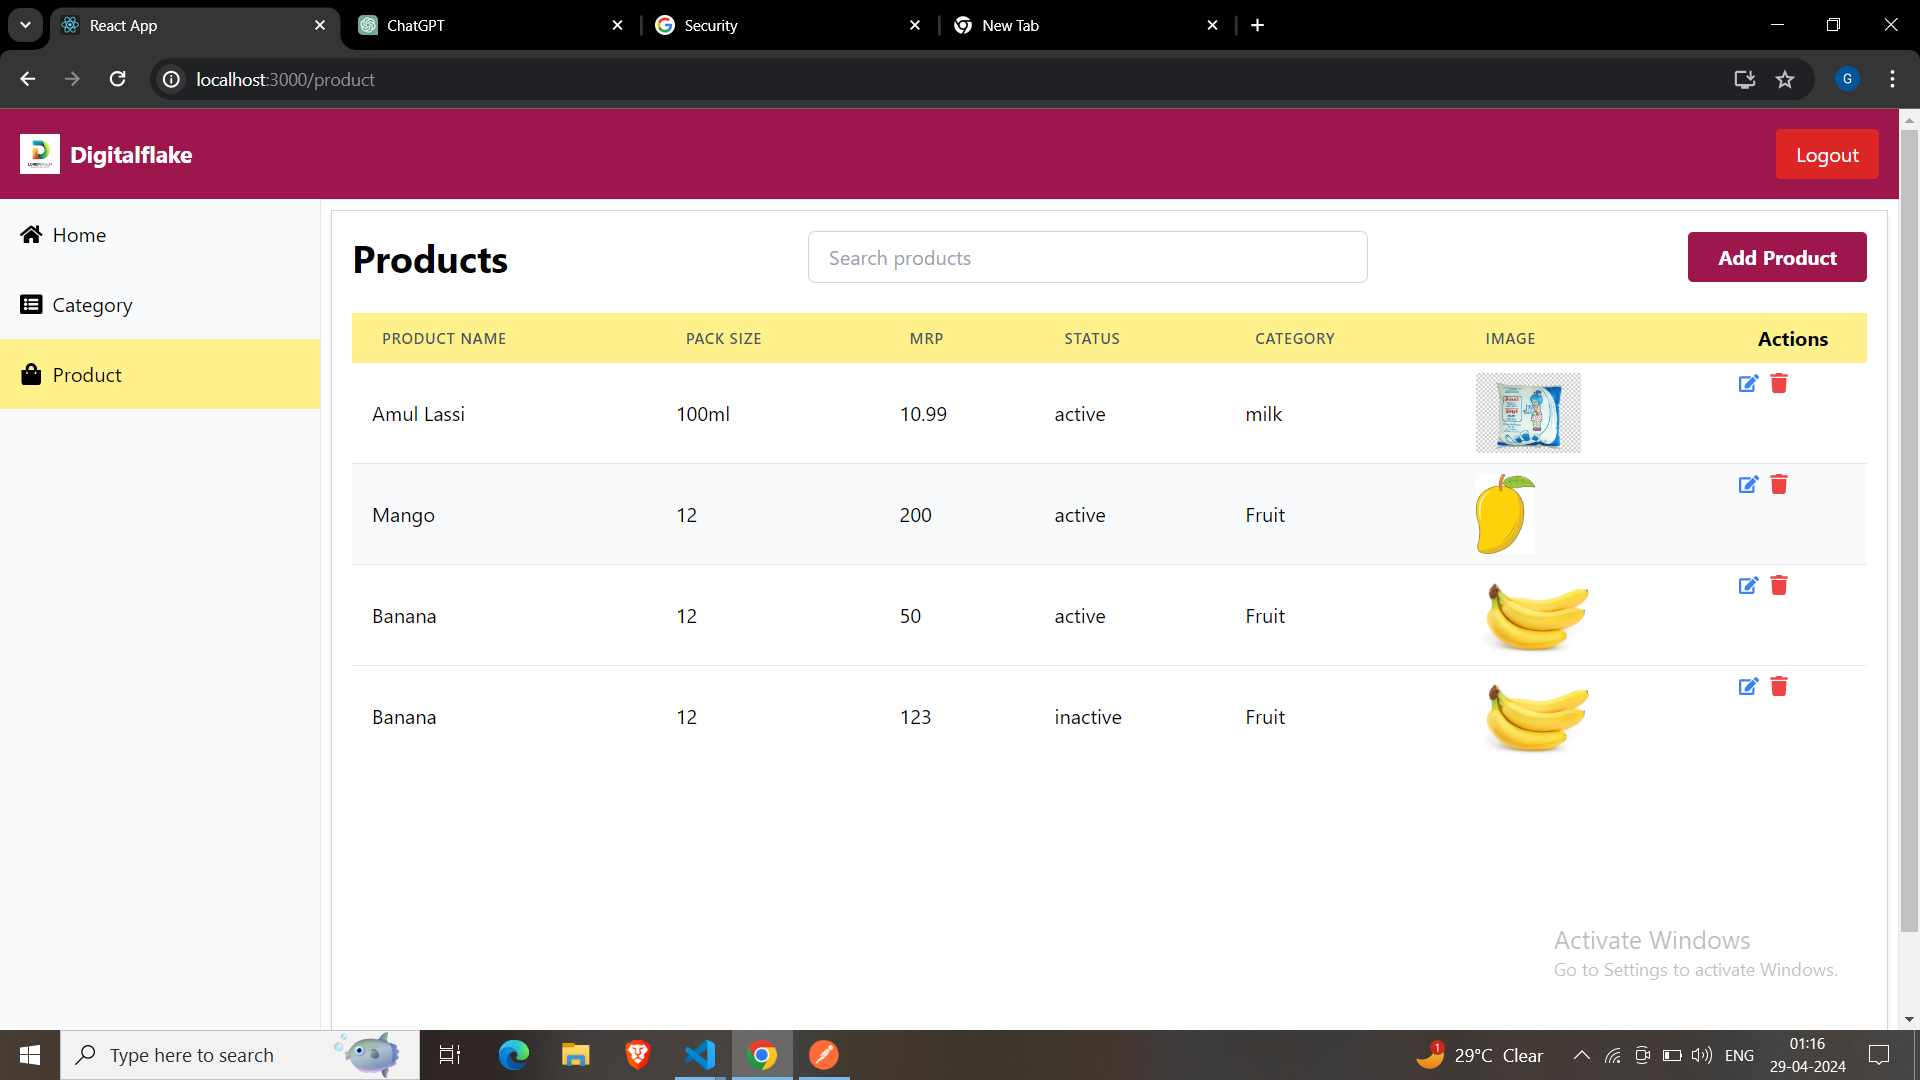 React App
ChatGPT
Security
New Tab
localhost:3000/product
G
Digitalflake
Logout
Home
Category
Product
Products
Search products
Add Product
PRODUCT NAME PACK SIZE MRP STATUS CATEGORY IMAGE Actions
Amul Lassi 100ml 10.99 active milk
Mango 12 200 active Fruit
Banana 12 50 active Fruit
Banana 12 123 inactive Fruit
Activate Windows
Go to Settings to activate Windows.
Type here to search
1
29°C Clear
ENG
01:16
29-04-2024